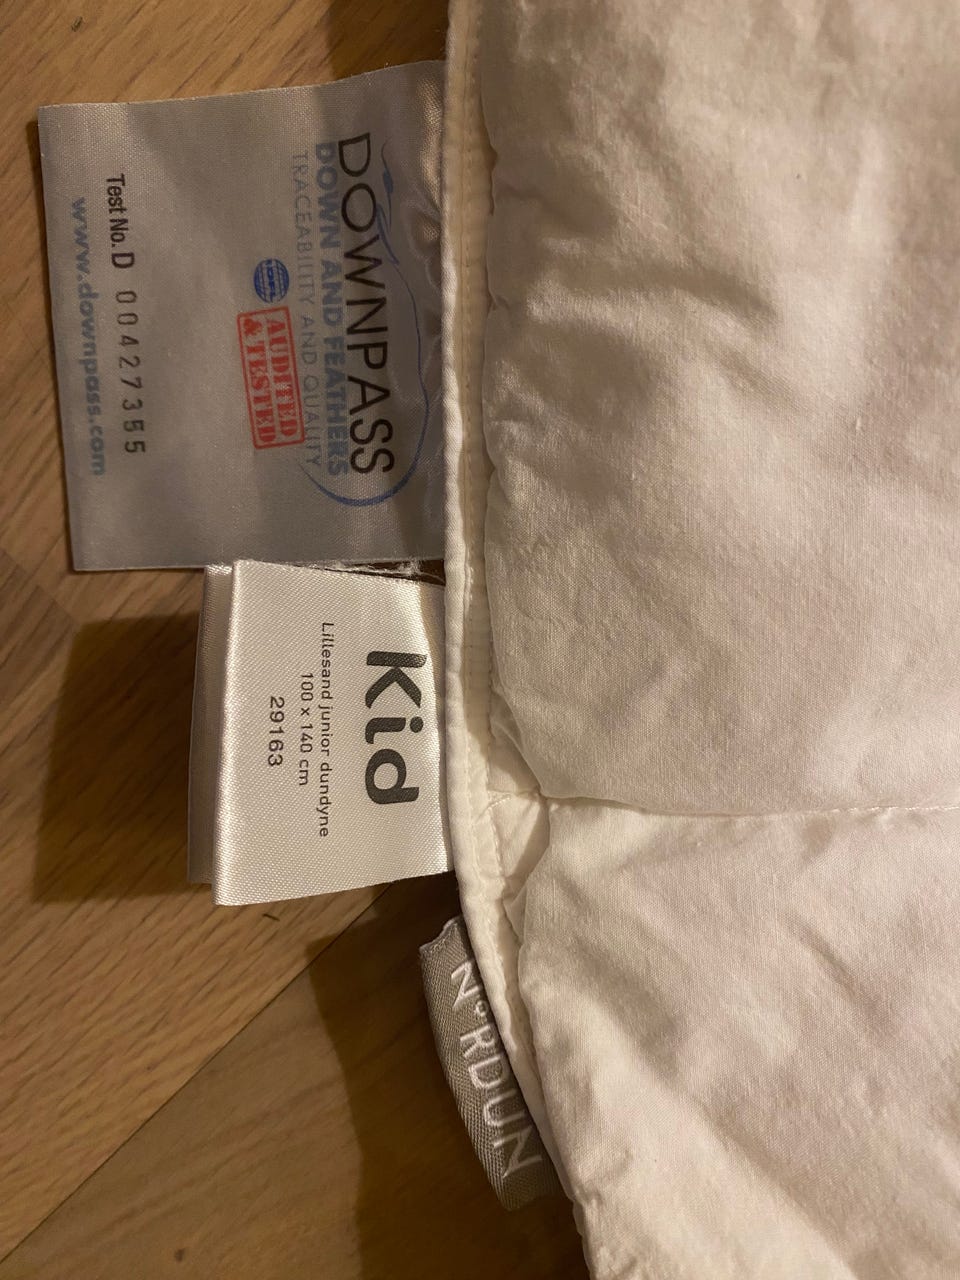 DOWNPASS
DOWN AND FEATHERS
TRACEABILITY AND QUALITY
IDFL
AUDITED
& TESTED
Test No. D 00427355
www.downpass.com
Kid
Lillesand junior dundyne
100 x 140 cm
29163
NORDUN